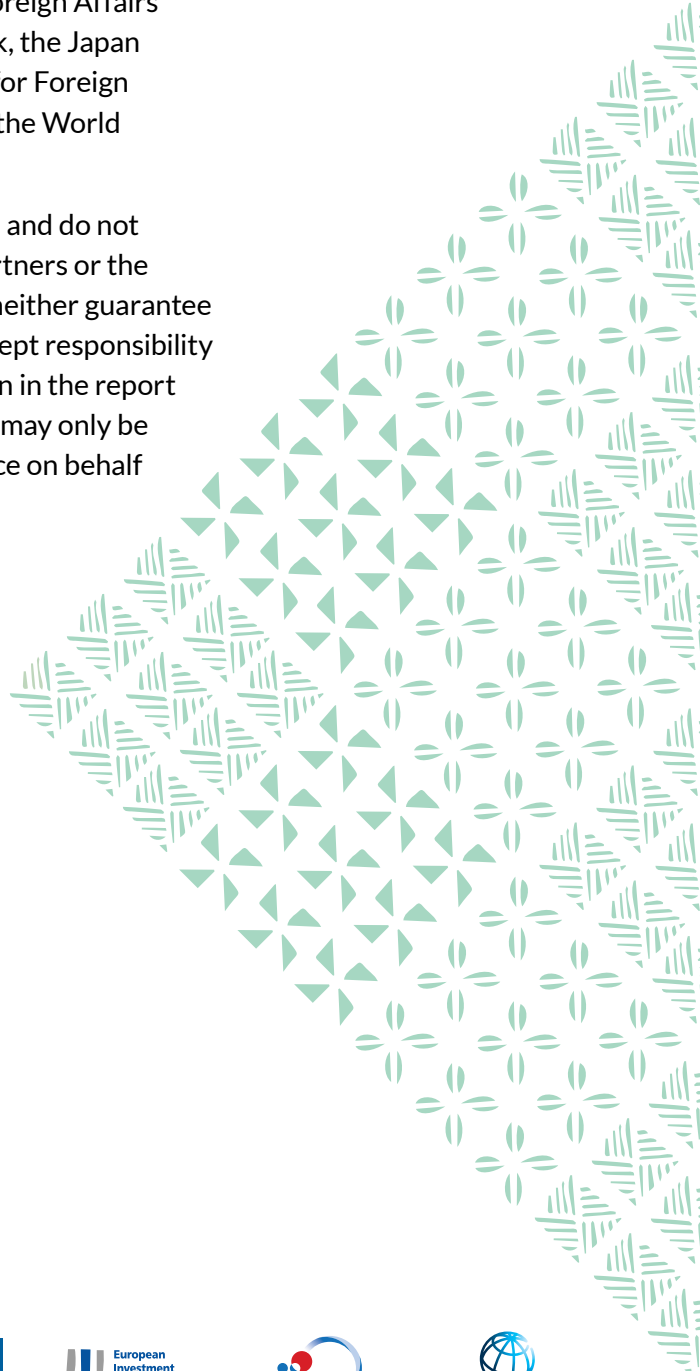 oreign Affairs
k, the Japan
for Foreign
the World
and do not
rtners or the
neither guarantee
ept responsibility
n in the report
may only be
ce on behalf
European
Investment